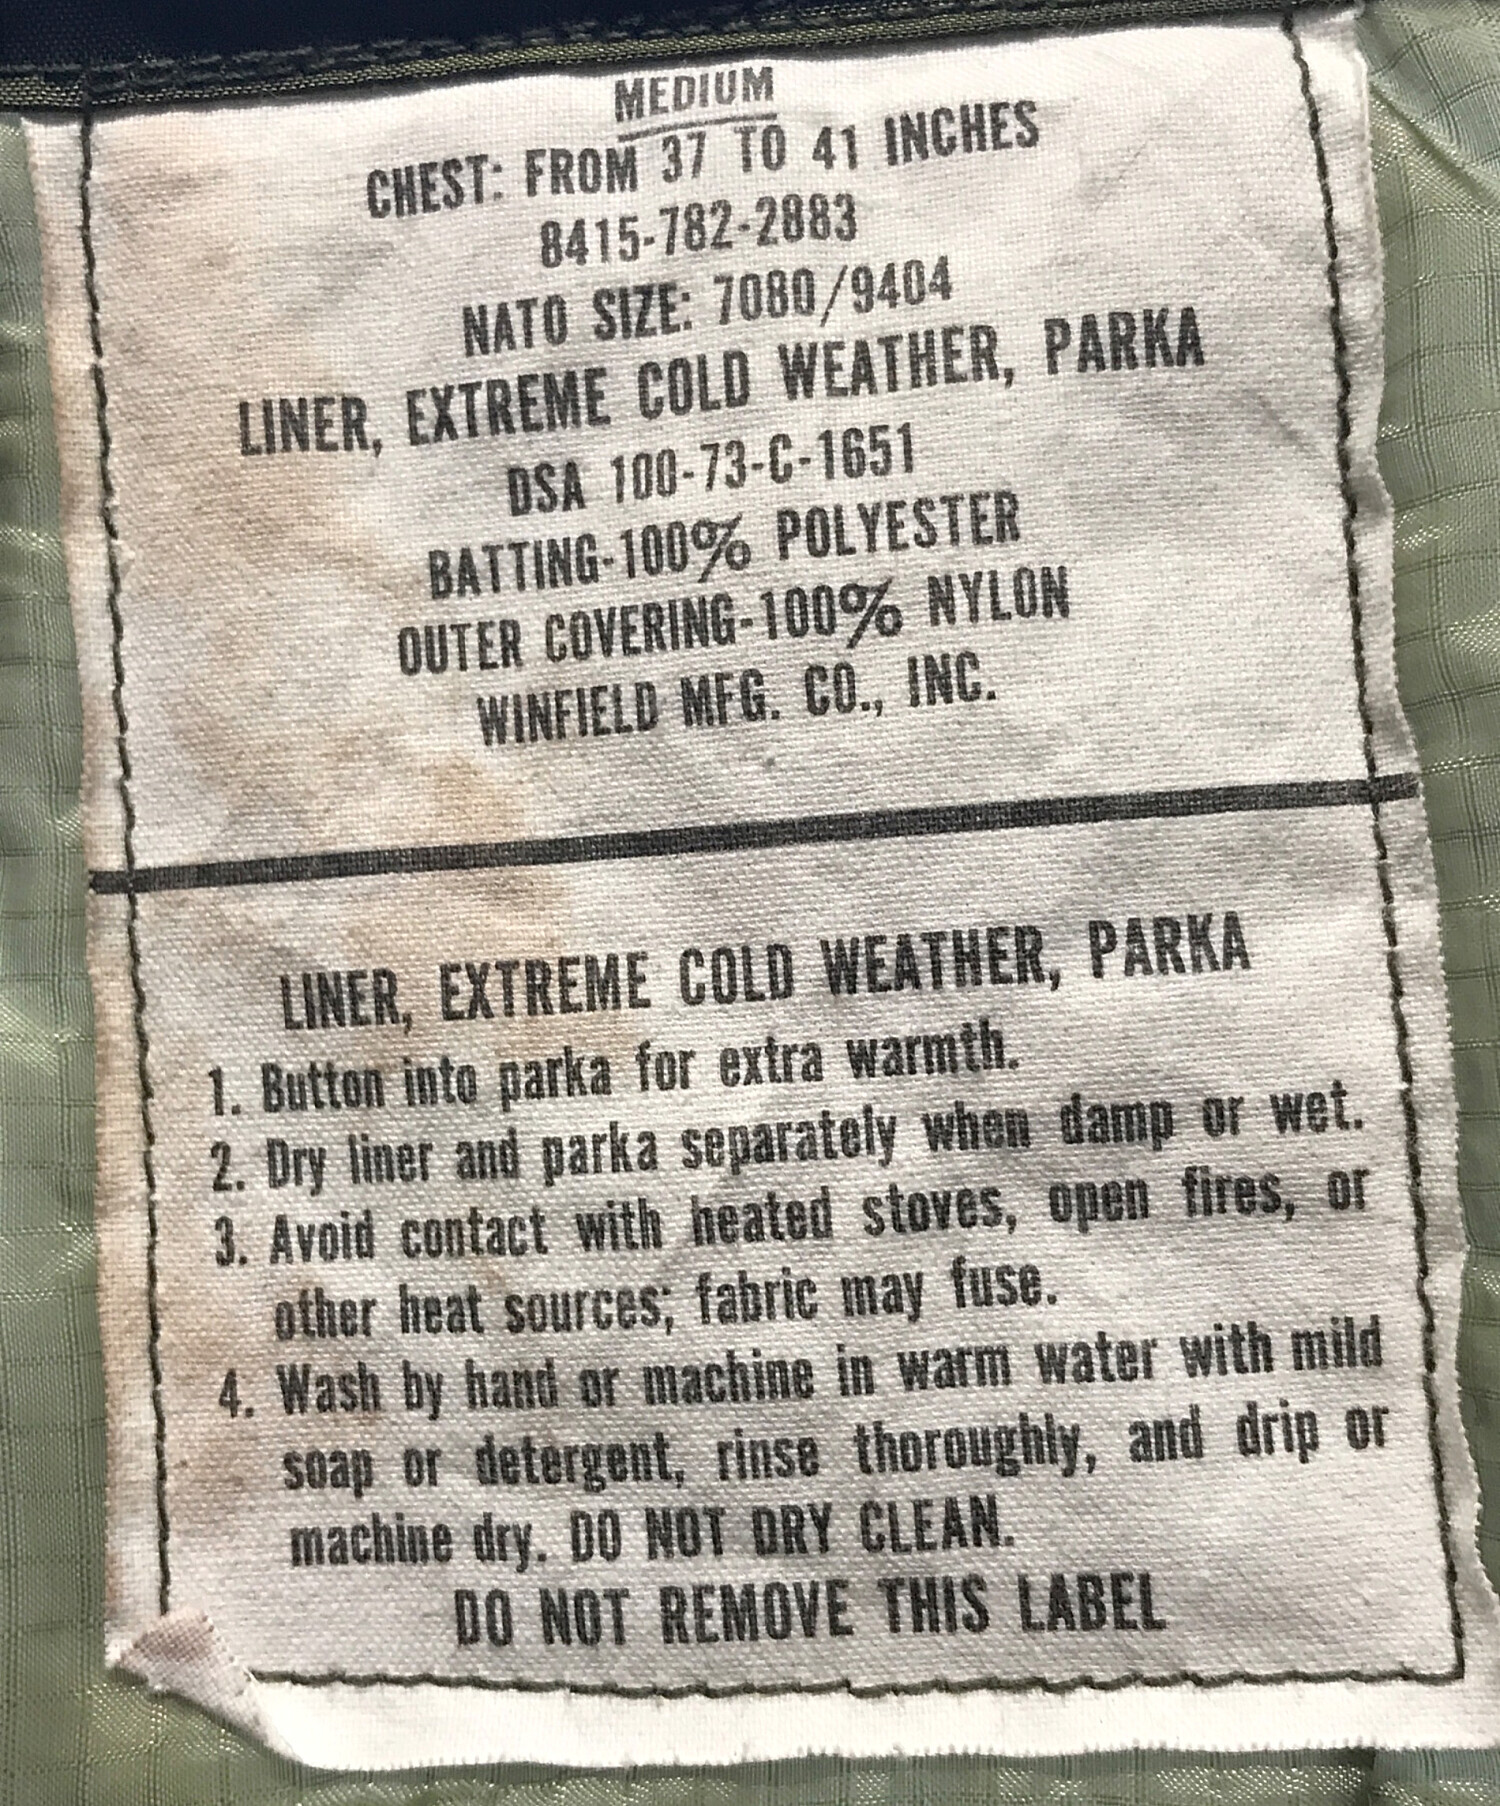 MEDIUM
CHEST: FROM 37 TO 41 INCHES
8415-782-2883
NATO SIZE: 7080/9404
LINER, EXTREME COLD WEATHER, PARKA
DSA 100-73-C-1651
BATTING-100% POLYESTER
OUTER COVERING-100% NYLON
WINFIELD MFG. CO., INC.
LINER, EXTREME COLD WEATHER, PARKA
1. Button into parka for extra warmth.
2. Dry liner and parka separately when damp or wet.
3. Avoid contact with heated stoves, open fires, or
other heat sources; fabric may fuse.
4. Wash by hand or machine in warm water with mild
soap or detergent, rinse thoroughly, and drip or
machine dry. DO NOT DRY CLEAN.
DO NOT REMOVE THIS LABEL